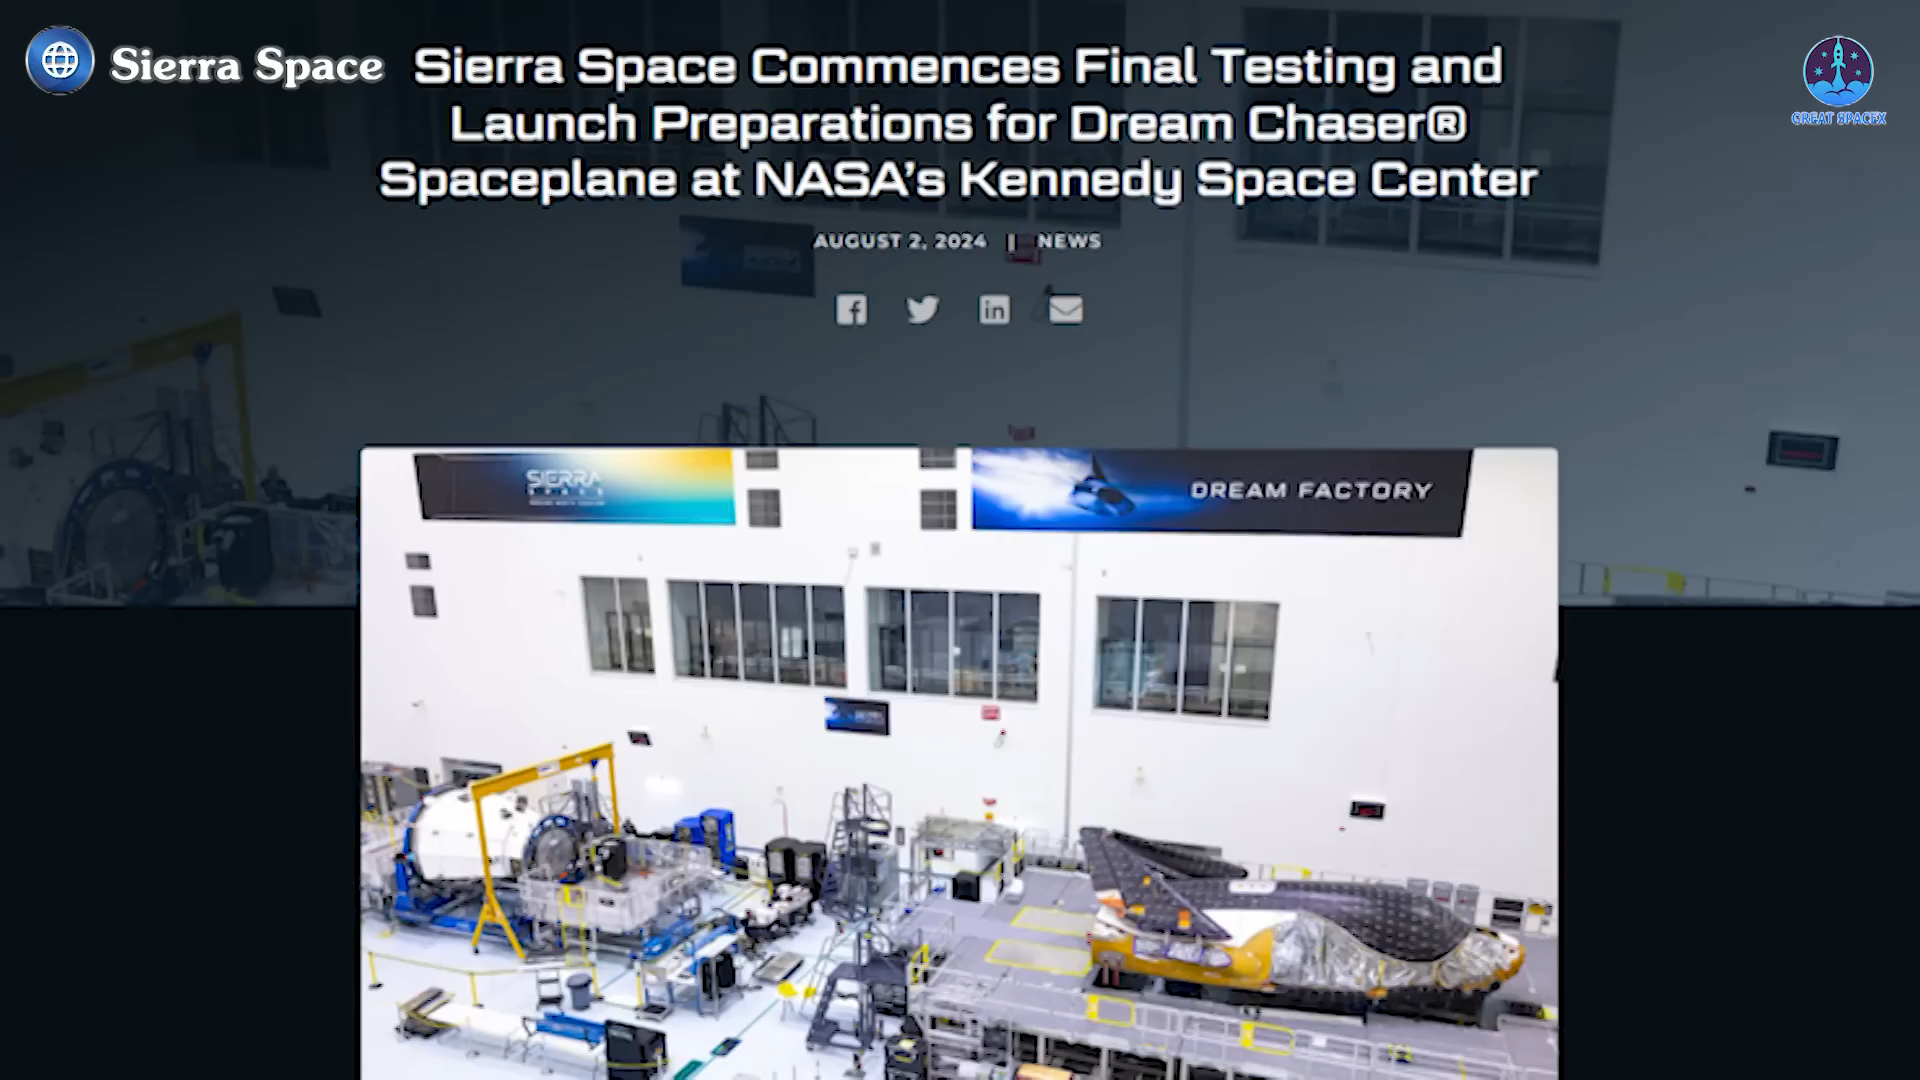 Sierra Space
Sierra Space Commences Final Testing and
Launch Preparations for Dream Chaser®
Spaceplane at NASA's Kennedy Space Center
AUGUST 2, 2024 | NEWS
GREAT SPACEX
SIERRA
SPACE
DREAM FACTORY